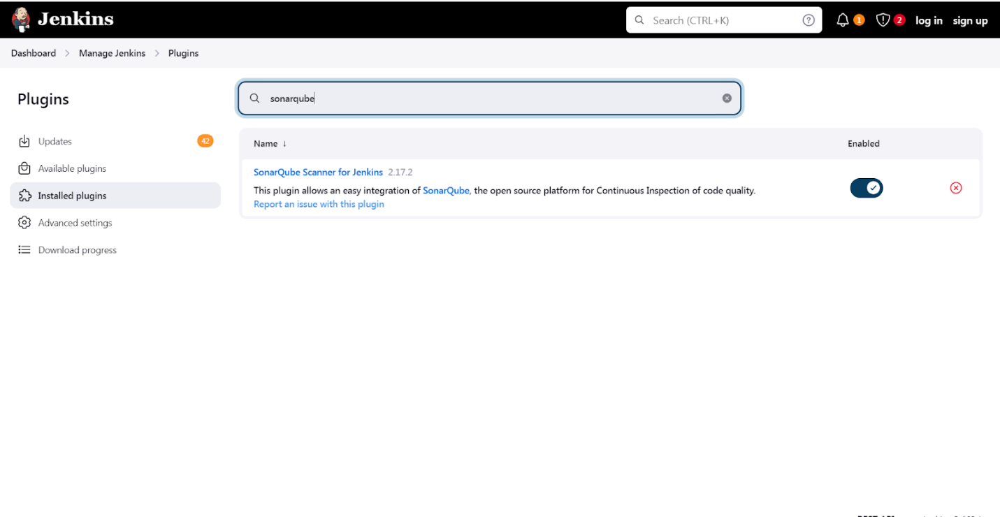 Jenkins
Search (CTRL+K)
1
2
log in
sign up
Dashboard
Manage Jenkins
Plugins
Plugins
sonarqube
Updates
42
Available plugins
Installed plugins
Advanced settings
Download progress
Name ↓
Enabled
SonarQube Scanner for Jenkins 2.17.2
This plugin allows an easy integration of SonarQube, the open source platform for Continuous Inspection of code quality.
Report an issue with this plugin
REST API